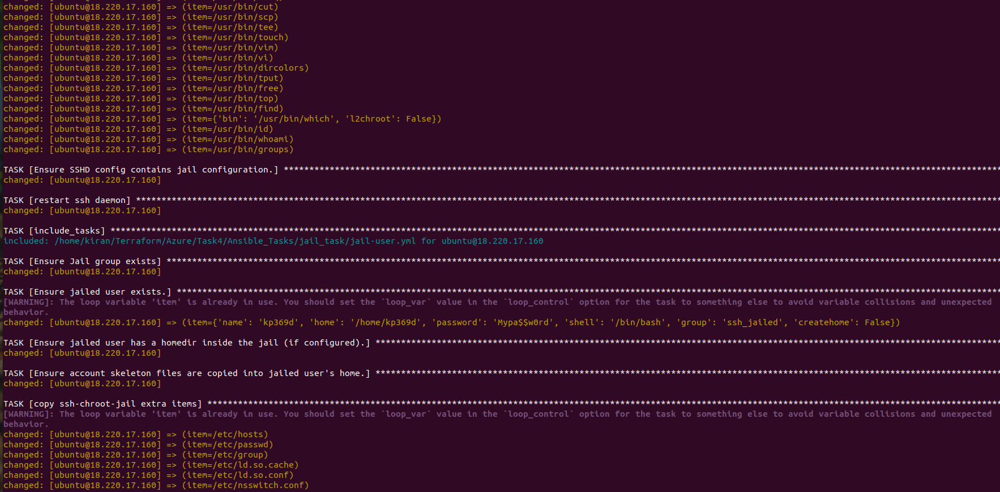 changed: [ubuntu@18.220.17.160] => (item=/usr/bin/cut)
changed: [ubuntu@18.220.17.160] => (item=/usr/bin/scp)
changed: [ubuntu@18.220.17.160] => (item=/usr/bin/tee)
changed: [ubuntu@18.220.17.160] => (item=/usr/bin/touch)
changed: [ubuntu@18.220.17.160] => (item=/usr/bin/vim)
changed: [ubuntu@18.220.17.160] => (item=/usr/bin/vi)
changed: [ubuntu@18.220.17.160] => (item=/usr/bin/dircolors)
changed: [ubuntu@18.220.17.160] => (item=/usr/bin/tput)
changed: [ubuntu@18.220.17.160] => (item=/usr/bin/free)
changed: [ubuntu@18.220.17.160] => (item=/usr/bin/top)
changed: [ubuntu@18.220.17.160] => (item=/usr/bin/find)
changed: [ubuntu@18.220.17.160] => (item={'bin': '/usr/bin/which', 'l2chroot': False})
changed: [ubuntu@18.220.17.160] => (item=/usr/bin/id)
changed: [ubuntu@18.220.17.160] => (item=/usr/bin/whoami)
changed: [ubuntu@18.220.17.160] => (item=/usr/bin/groups)
TASK [Ensure SSHD config contains jail configuration.] *********************************************************************************************************************************************
changed: [ubuntu@18.220.17.160]
TASK [restart ssh daemon] **************************************************************************************************************************************************************************
changed: [ubuntu@18.220.17.160]
TASK [include_tasks] *******************************************************************************************************************************************************************************
included: /home/kiran/Terraform/Azure/Task4/Ansible_Tasks/jail_task/jail-user.yml for ubuntu@18.220.17.160
TASK [Ensure Jail group exists] ********************************************************************************************************************************************************************
changed: [ubuntu@18.220.17.160]
TASK [Ensure jailed user exists.] ******************************************************************************************************************************************************************
[WARNING]: The loop variable 'item' is already in use. You should set the `loop_var` value in the `loop_control` option for the task to something else to avoid variable collisions and unexpected
behavior.
changed: [ubuntu@18.220.17.160] => (item={'name': 'kp369d', 'home': '/home/kp369d', 'password': 'Mypa$$w0rd', 'shell': '/bin/bash', 'group': 'ssh_jailed', 'createhome': False})
TASK [Ensure jailed user has a homedir inside the jail (if configured).] ***************************************************************************************************************************
changed: [ubuntu@18.220.17.160]
TASK [Ensure account skeleton files are copied into jailed user's home.] ***************************************************************************************************************************
changed: [ubuntu@18.220.17.160]
TASK [copy ssh-chroot-jail extra items] ************************************************************************************************************************************************************
[WARNING]: The loop variable 'item' is already in use. You should set the `loop_var` value in the `loop_control` option for the task to something else to avoid variable collisions and unexpected
behavior.
changed: [ubuntu@18.220.17.160] => (item=/etc/hosts)
changed: [ubuntu@18.220.17.160] => (item=/etc/passwd)
changed: [ubuntu@18.220.17.160] => (item=/etc/group)
changed: [ubuntu@18.220.17.160] => (item=/etc/ld.so.cache)
changed: [ubuntu@18.220.17.160] => (item=/etc/ld.so.conf)
changed: [ubuntu@18.220.17.160] => (item=/etc/nsswitch.conf)